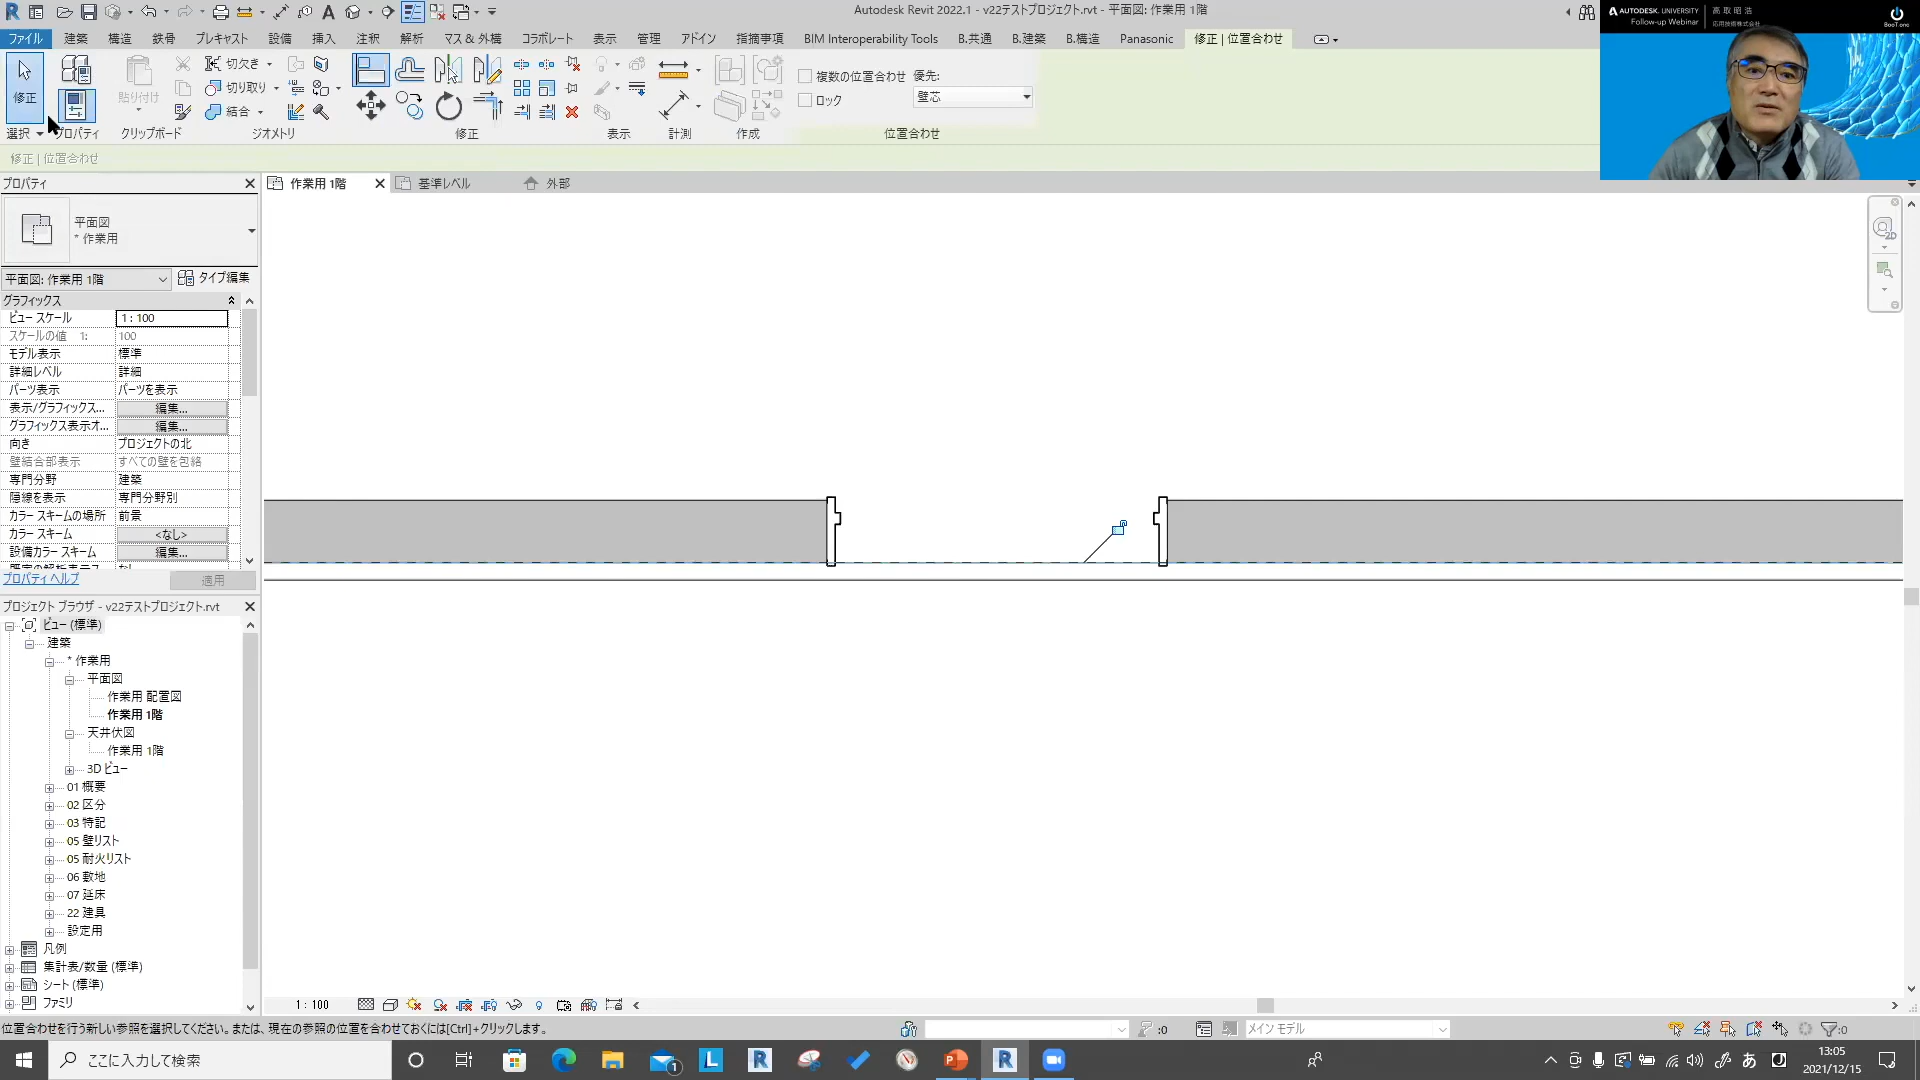 Autodesk Revit 2022.1 - v22テストプロジェクト.rvt - 平面図: 作業用 1階
AUTODESK. UNIVERSITY
Follow-up Webinar
高 取 昭 浩
応用技術株式会社
BooT.one
ファイル 建築 構造 鉄骨 プレキャスト 設備 挿入 注釈 解析 マス & 外構 コラボレート 表示 管理 アドイン 指摘事項 BIM Interoperability Tools B.共通 B.建築 B.構造 Panasonic 修正 | 位置合わせ
修正
貼り付け
切欠き
切り取り
結合
複数の位置合わせ 優先:
ロック
壁芯
選択 プロパティ クリップボード ジオメトリ 修正 表示 計測 作成 位置合わせ
修正 | 位置合わせ
プロパティ
作業用 1階
基準レベル
外部
平面図
* 作業用
平面図: 作業用 1階
タイプ編集
グラフィックス
ビュー スケール 1 : 100
スケールの値 1: 100
モデル表示 標準
詳細レベル 詳細
パーツ表示 パーツを表示
表示/グラフィックス... 編集...
グラフィックス表示オ... 編集...
向き プロジェクトの北
壁結合部表示 すべての壁を包絡
専門分野 建築
隠線を表示 専門分野別
カラー スキームの場所 前景
カラー スキーム <なし>
設備カラー スキーム 編集...
プロパティ ヘルプ
適用
プロジェクト ブラウザ - v22テストプロジェクト.rvt
ビュー (標準)
建築
* 作業用
平面図
作業用 配置図
作業用 1階
天井伏図
作業用 1階
3D ビュー
01 概要
02 区分
03 特記
05 壁リスト
05 耐火リスト
06 敷地
07 延床
22 建具
設定用
凡例
集計表/数量 (標準)
シート (標準)
ファミリ
1 : 100
位置合わせを行う新しい参照を選択してください。または、現在の参照の位置を合わせておくには[Ctrl]+クリックします。
:0
メイン モデル
:0
ここに入力して検索
あ
13:05
2021/12/15